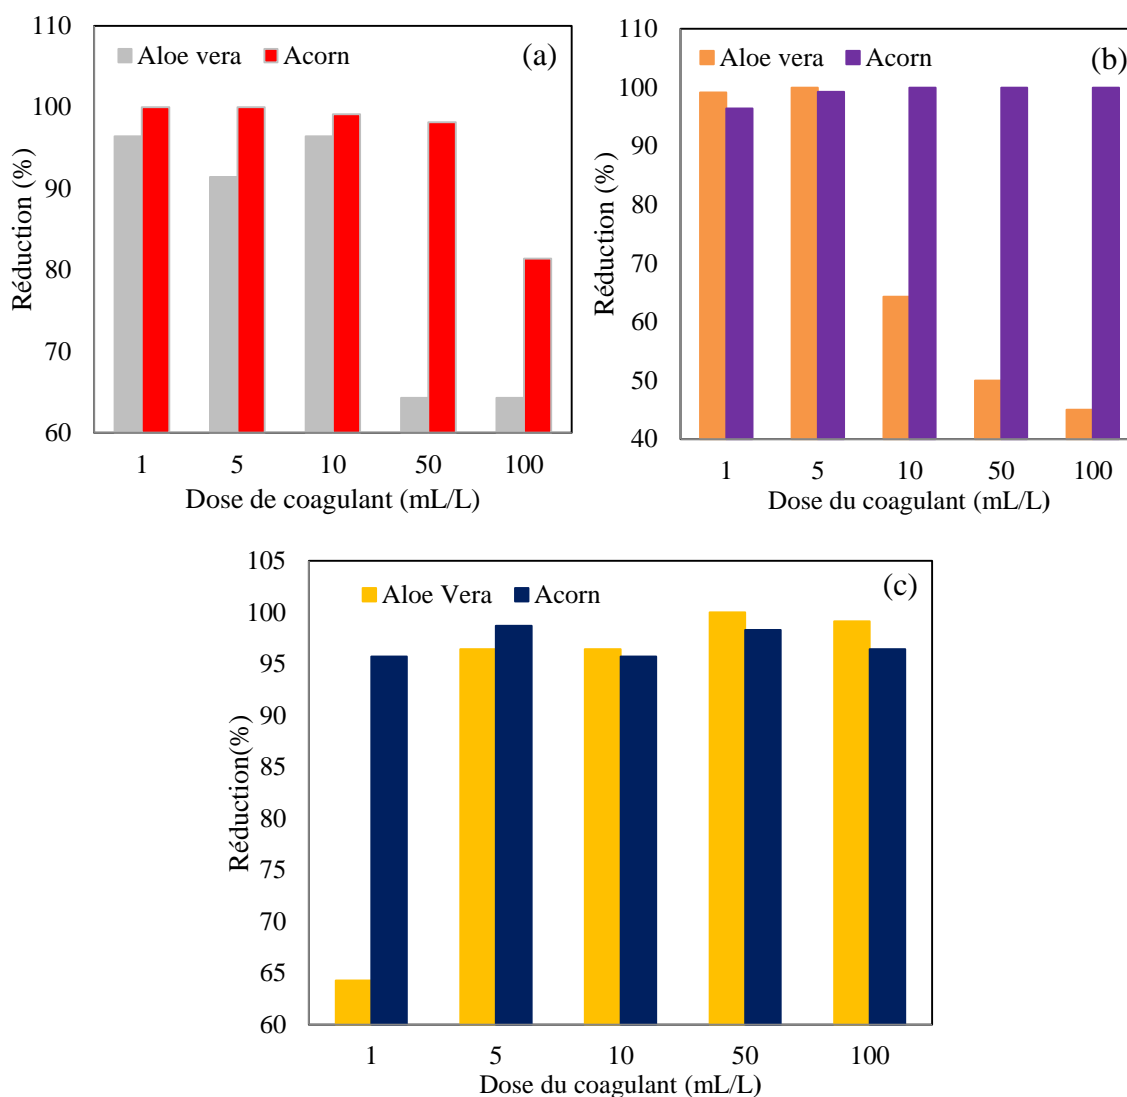 110
Aloe vera Acorn (a)
100
90
80
70
60
Réduction (%)
1 5 10 50 100
Dose de coagulant (mL/L)
110
Aloe vera Acorn (b)
100
90
80
70
60
50
40
Réduction (%)
1 5 10 50 100
Dose du coagulant (mL/L)
105
Aloe Vera Acorn (c)
100
95
90
85
80
75
70
65
60
Réduction(%)
1 5 10 50 100
Dose du coagulant (mL/L)